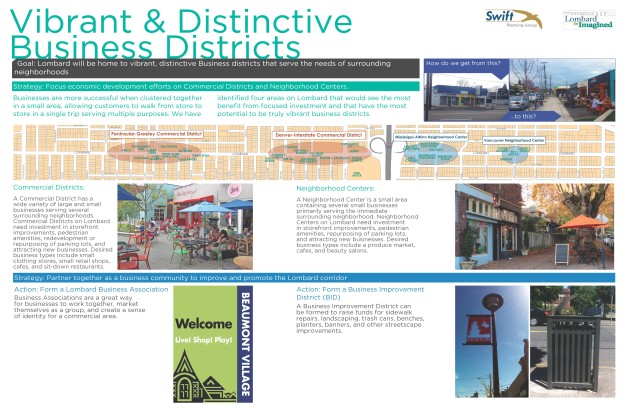 Vibrant & Distinctive
Business Districts
Swift
Planning Group
Lombard
Re-Imagined
Goal: Lombard will be home to vibrant, distinctive Business districts that serve the needs of surrounding
neighborhoods
How do we get from this?
...to this?
Strategy: Focus economic development efforts on Commercial Districts and Neighborhood Centers.
Businesses are more successful when clustered together
in a small area, allowing customers to walk from store to
store in a single trip serving multiple purposes. We have
identified four areas on Lombard that would see the most
benefit from focused investment and that have the most
potential to be truly vibrant business districts.
Peninsular-Greeley Commercial District
Denver-Interstate Commercial District
Mississippi-Albina Neighborhood Center
Vancouver Neighborhood Center
Commercial Districts:
A Commercial District has a
wide variety of large and small
businesses serving several
surrounding neighborhoods.
Commercial Districts on Lombard
need investment in storefront
improvements, pedestrian
amenities, redevelopment or
repurposing of parking lots, and
attracting new businesses. Desired
business types include small
clothing stores, small retail shops,
cafes, and sit-down restaurants.
Neighborhood Centers:
A Neighborhood Center is a small area
containing several small businesses
primarily serving the immediate
surrounding neighborhood. Neighborhood
Centers on Lombard need investment
in storefront improvements, pedestrian
amenities, repurposing of parking lots,
and attracting new businesses. Desired
business types include a produce market,
cafes, and beauty salons.
Strategy: Partner together as a business community to improve and promote the Lombard corridor
Action: Form a Lombard Business Association
Business Associations are a great way
for businesses to work together, market
themselves as a group, and create a sense
of identity for a commercial area.
Welcome
Live! Shop! Play!
BEAUMONT VILLAGE
Action: Form a Business Improvement
District (BID)
A Business Improvement District can
be formed to raise funds for sidewalk
repairs, landscaping, trash cans, benches,
planters, banners, and other streetscape
improvements.